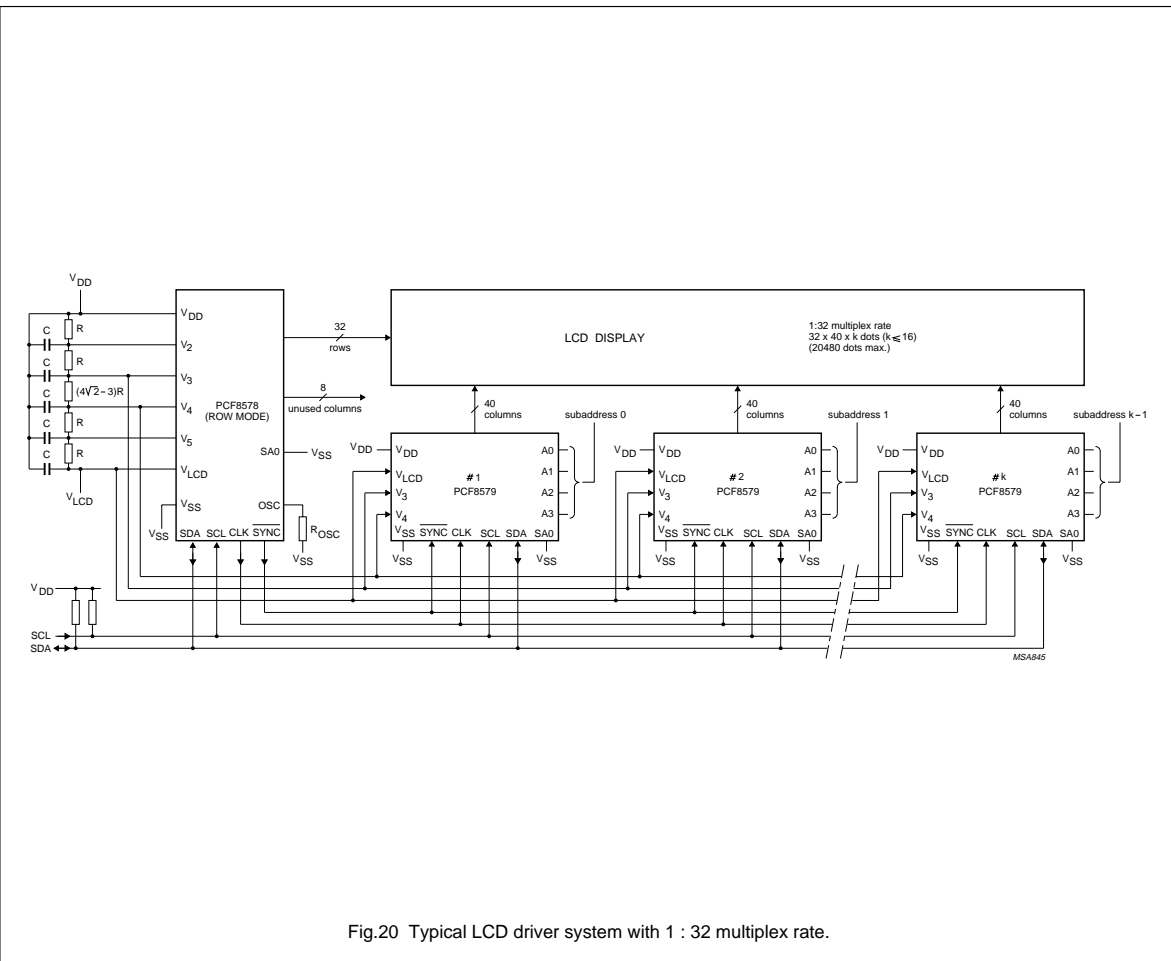 VDD
C
R
C
R
C
(4√2−3)R
C
R
C
R
VLCD
VSS
VDD
V2
V3
V4
V5
VLCD
VSS
PCF8578
(ROW MODE)
SA0
VSS
OSC
ROSC
VSS
SDA SCL CLK SYNC
32
rows
8
unused columns
LCD DISPLAY
1:32 multiplex rate
32 x 40 x k dots (k ⩽ 16)
(20480 dots max.)
40
columns
subaddress 0
VDD
VDD
VLCD
V3
V4
#1
PCF8579
A0
A1
A2
A3
VSS SYNC CLK SCL SDA SA0
VSS
VSS
40
columns
subaddress 1
VDD
VDD
VLCD
V3
V4
#2
PCF8579
A0
A1
A2
A3
VSS SYNC CLK SCL SDA SA0
VSS
VSS
40
columns
subaddress k−1
VDD
VDD
VLCD
V3
V4
#k
PCF8579
A0
A1
A2
A3
VSS SYNC CLK SCL SDA SA0
VSS
VSS
VDD
SCL
SDA
MSA845
Fig.20 Typical LCD driver system with 1 : 32 multiplex rate.